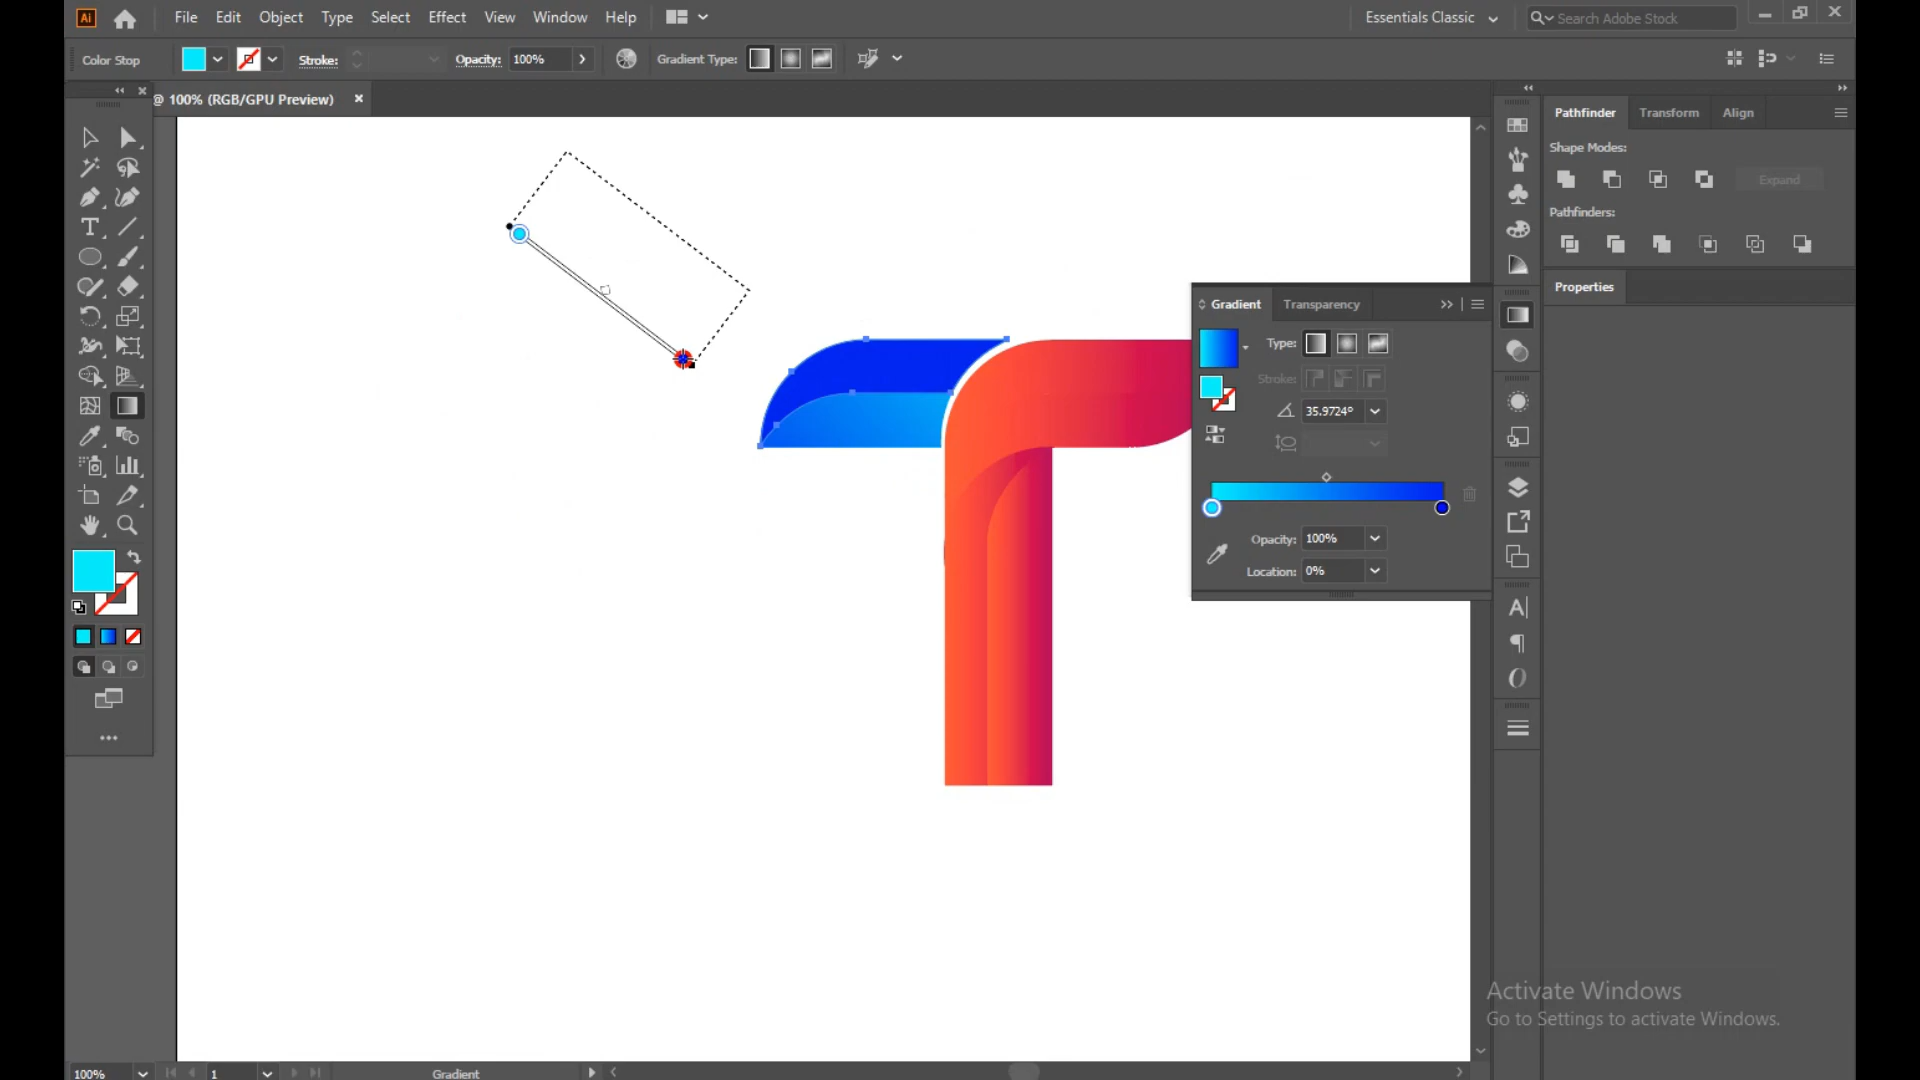 Ai File Edit Object Type Select Effect View Window Help Essentials Classic Search Adobe Stock
Color Stop Stroke: Opacity: 100% Gradient Type:
@ 100% (RGB/GPU Preview)
Pathfinder Transform Align
Shape Modes:
Expand
Pathfinders:
Properties
Gradient Transparency
Type:
Stroke:
35.9724°
Opacity: 100%
Location: 0%
Activate Windows
Go to Settings to activate Windows.
100% 1 Gradient